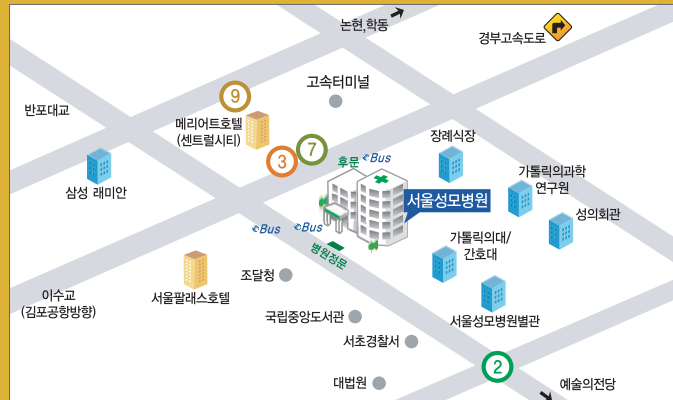 논현,학동
경부고속도로
고속터미널
반포대교
9
메리어트호텔
(센트럴시티)
3
7
후문
Bus
장례식장
가톨릭의과학
연구원
삼성 래미안
서울성모병원
성의회관
Bus
Bus
병원정문
가톨릭의대/
간호대
조달청
서울팔래스호텔
이수교
(김포공항방향)
국립중앙도서관
서울성모병원별관
서초경찰서
2
대법원
예술의전당